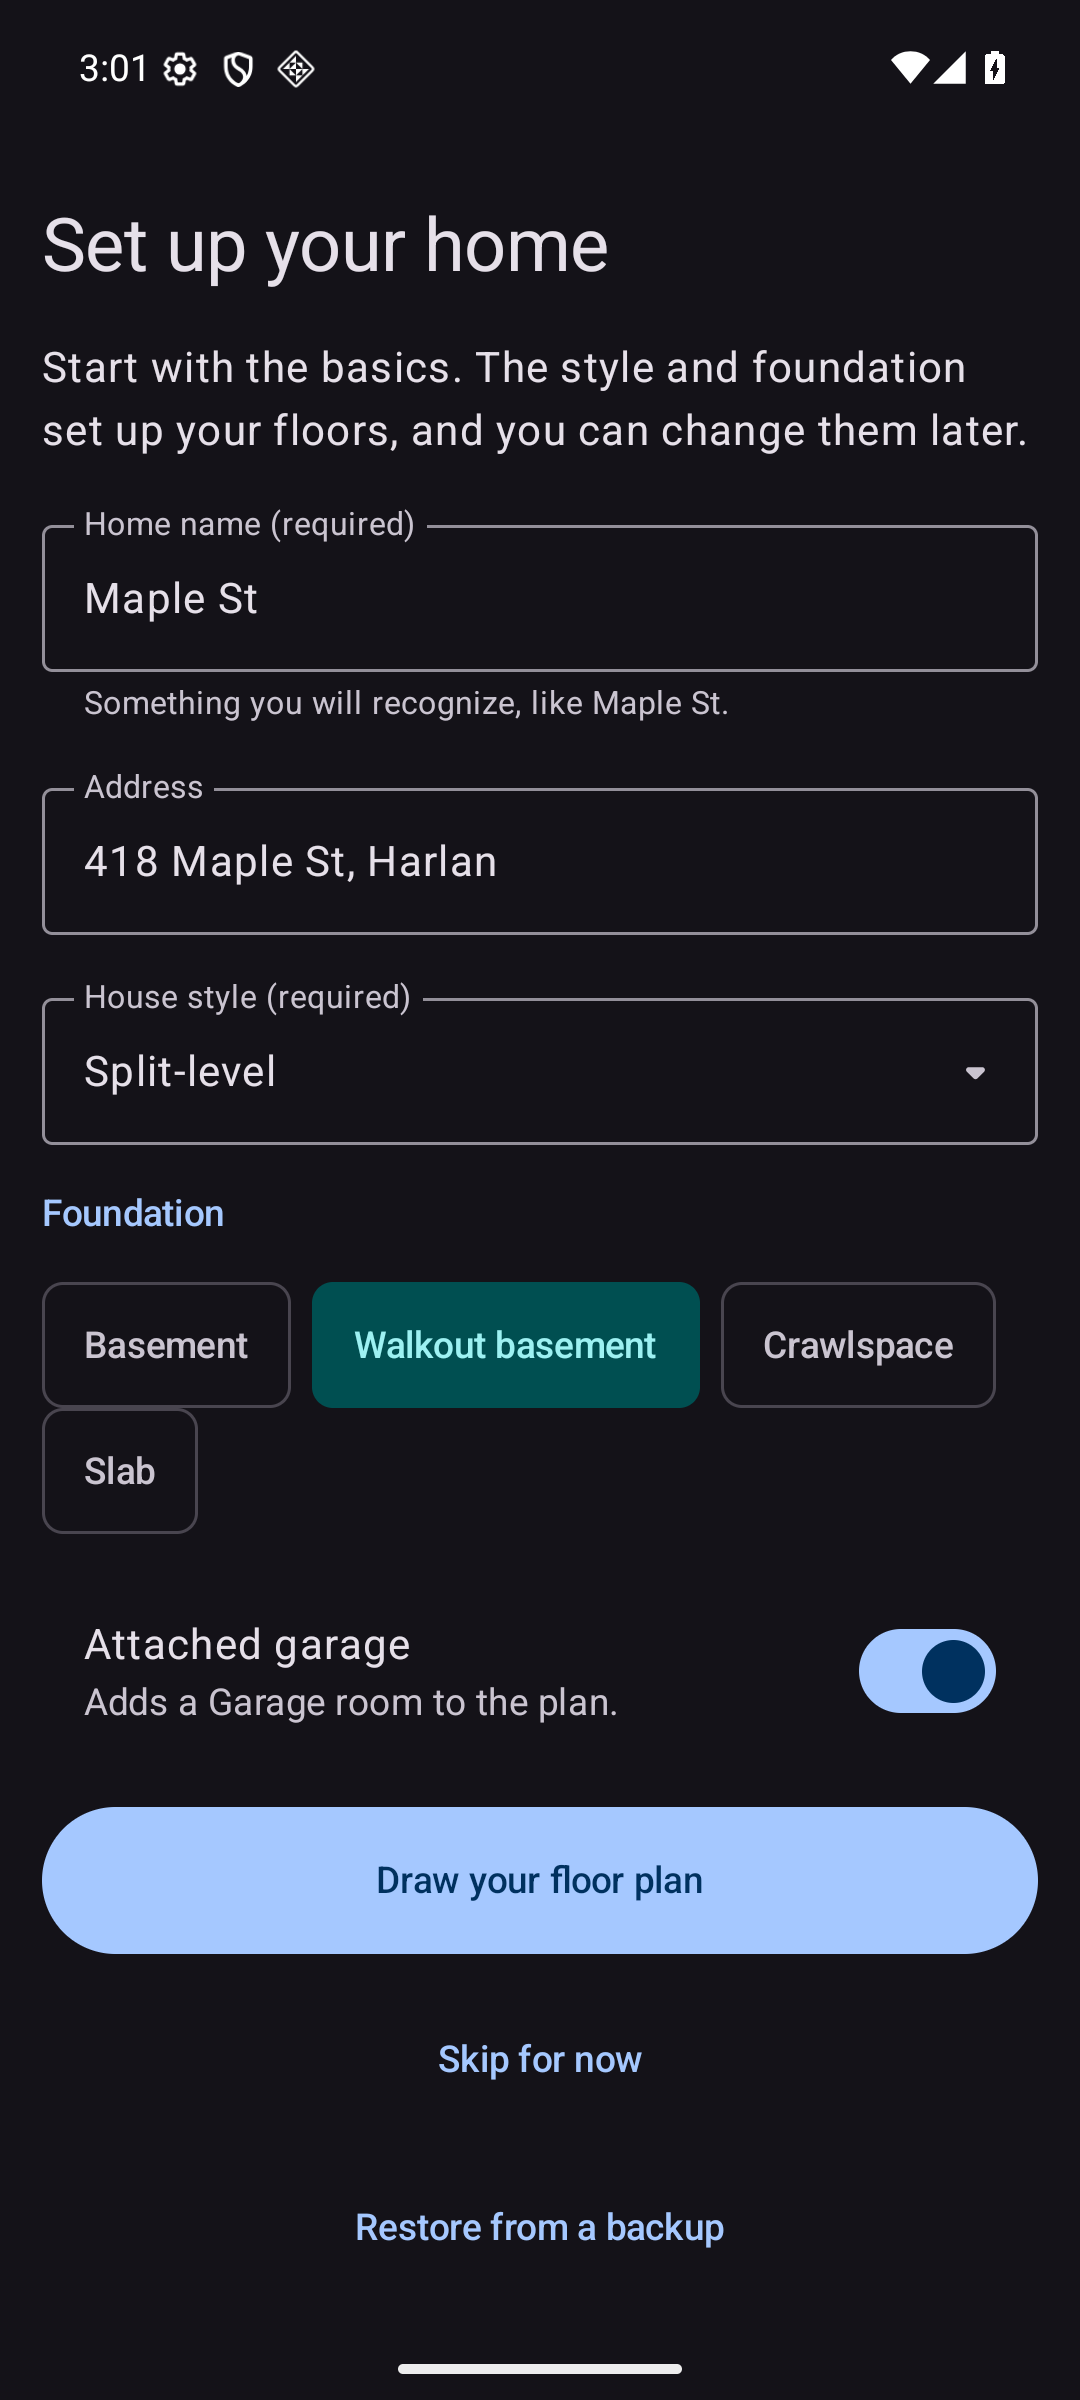 3:01
Set up your home
Start with the basics. The style and foundation
set up your floors, and you can change them later.
Home name (required)
Maple St
Something you will recognize, like Maple St.
Address
418 Maple St, Harlan
House style (required)
Split-level
Foundation
Basement
Walkout basement
Crawlspace
Slab
Attached garage
Adds a Garage room to the plan.
Draw your floor plan
Skip for now
Restore from a backup